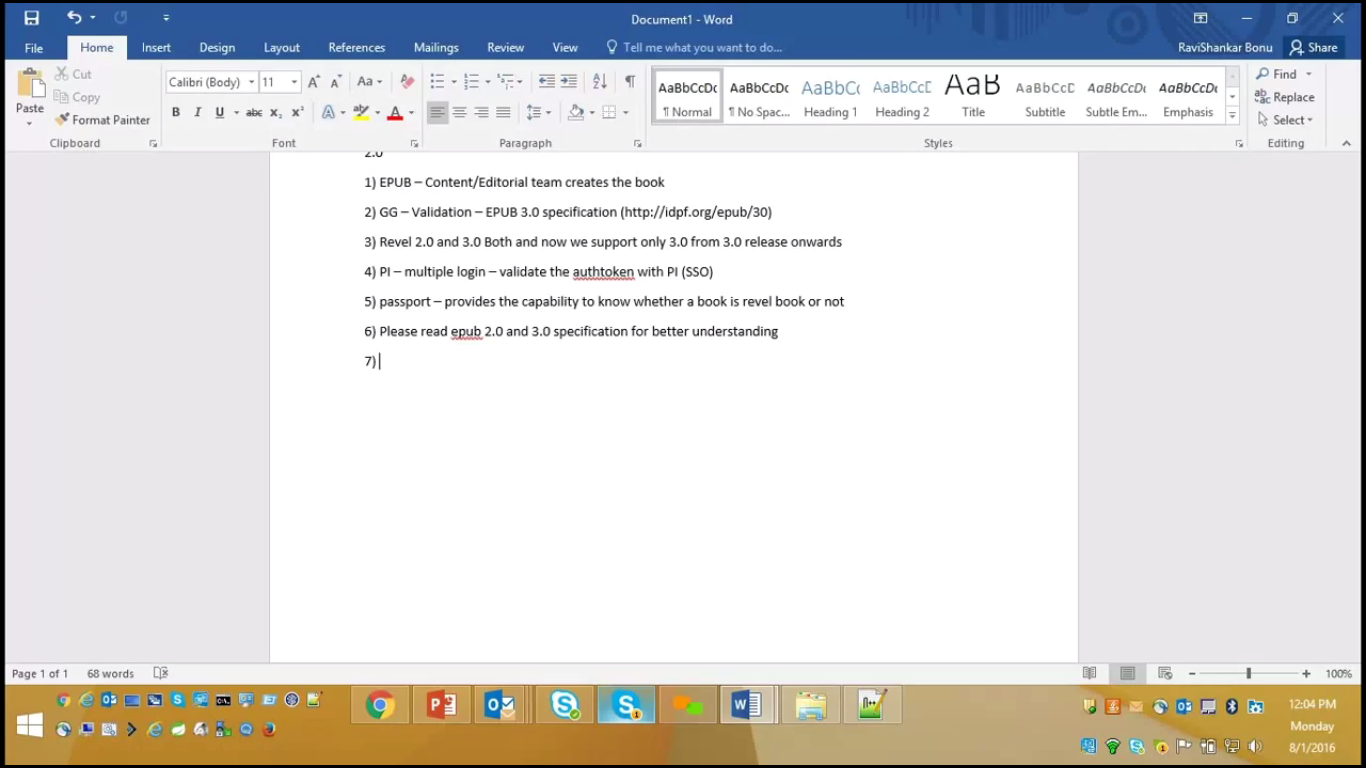 Document1 - Word
RaviShankar Bonu
Share
File
Home
Insert
Design
Layout
References
Mailings
Review
View
Tell me what you want to do...
Paste
Cut
Copy
Format Painter
Clipboard
Calibri (Body)
11
Aa
B I U abc x₂ x²
A
ab
A
Font
Paragraph
AaBbCcDc
¶ Normal
AaBbCcDc
¶ No Spac...
AaBbCc
Heading 1
AaBbCcD
Heading 2
AaB
Title
AaBbCcD
Subtitle
AaBbCcDc
Subtle Em...
AaBbCcDc
Emphasis
Styles
Find
Replace
Select
Editing
2.0
1) EPUB – Content/Editorial team creates the book
2) GG – Validation – EPUB 3.0 specification (http://idpf.org/epub/30)
3) Revel 2.0 and 3.0 Both and now we support only 3.0 from 3.0 release onwards
4) PI – multiple login – validate the authtoken with PI (SSO)
5) passport – provides the capability to know whether a book is revel book or not
6) Please read epub 2.0 and 3.0 specification for better understanding
7)
Page 1 of 1
68 words
100%
12:04 PM
Monday
8/1/2016